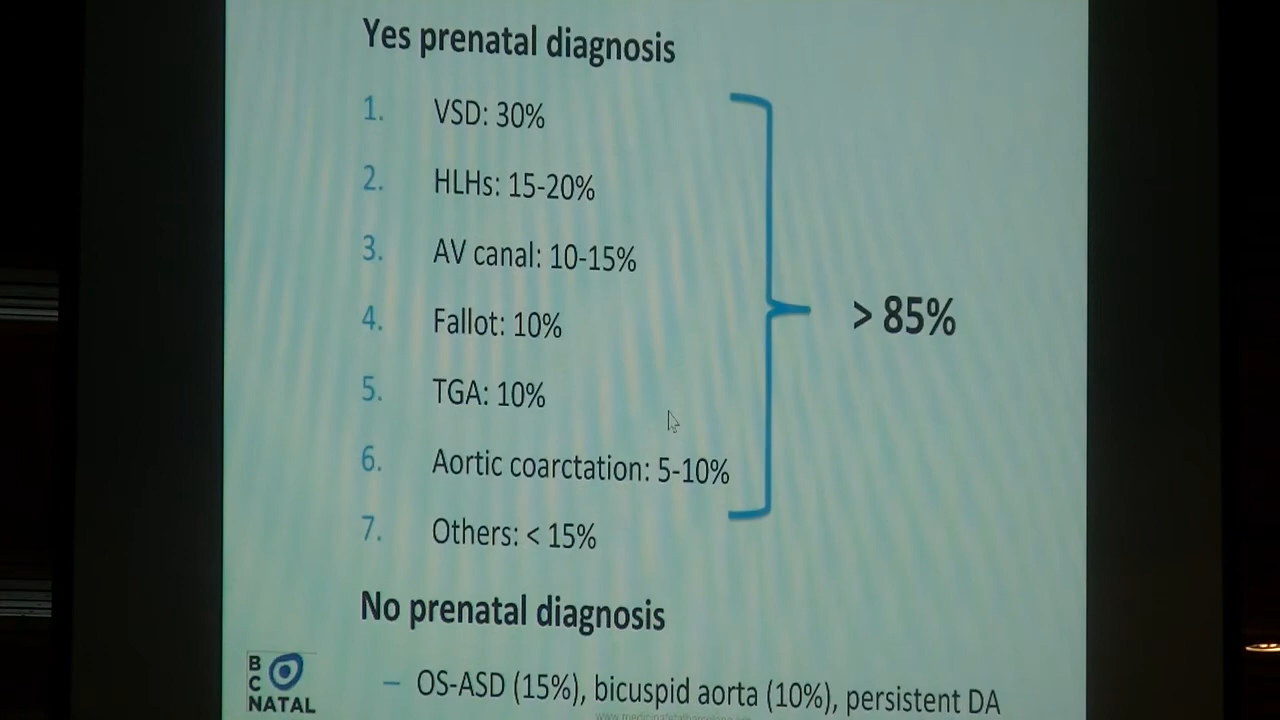 Yes prenatal diagnosis
1. VSD: 30%
2. HLHs: 15-20%
3. AV canal: 10-15%
4. Fallot: 10%
5. TGA: 10%
6. Aortic coarctation: 5-10%
> 85%
7. Others: < 15%
No prenatal diagnosis
– OS-ASD (15%), bicuspid aorta (10%), persistent DA
B
C
NATAL